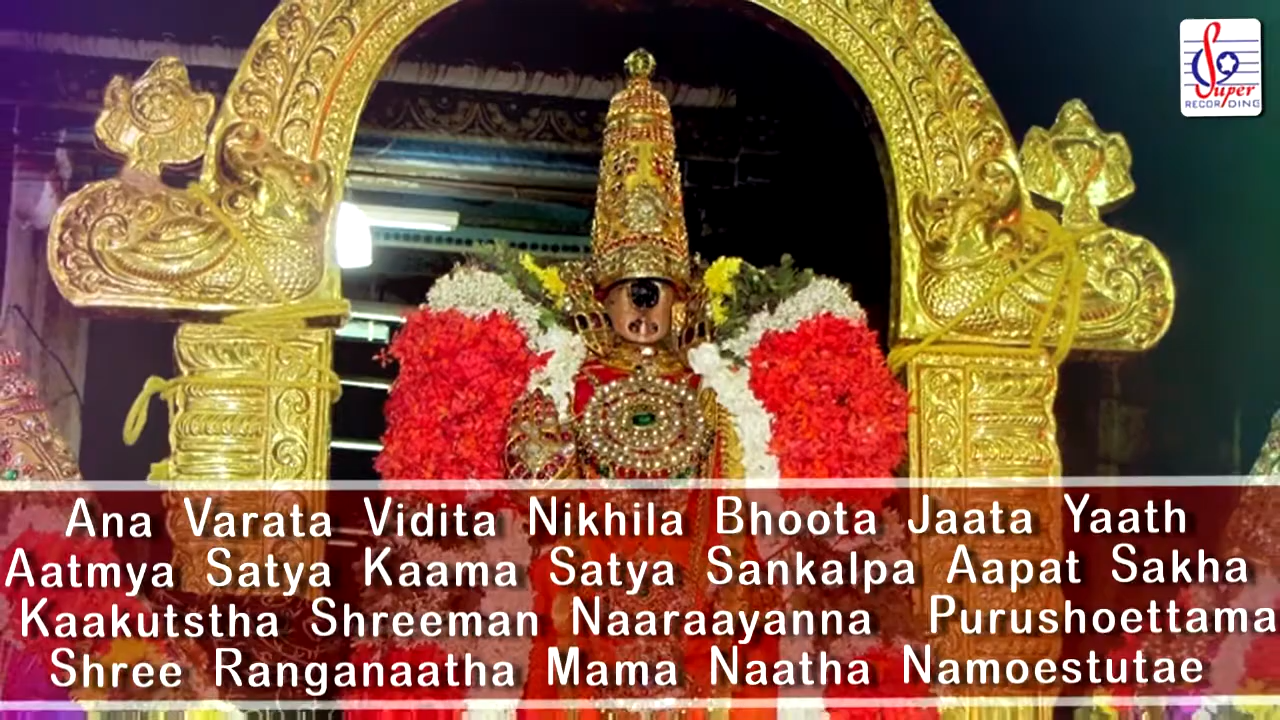 Super
RECORDING
Ana Varata Vidita Nikhila Bhoota Jaata Yaath
Aatmya Satya Kaama Satya Sankalpa Aapat Sakha
Kaakutstha Shreeman Naaraayanna Purushoettama
Shree Ranganaatha Mama Naatha Namoestutae